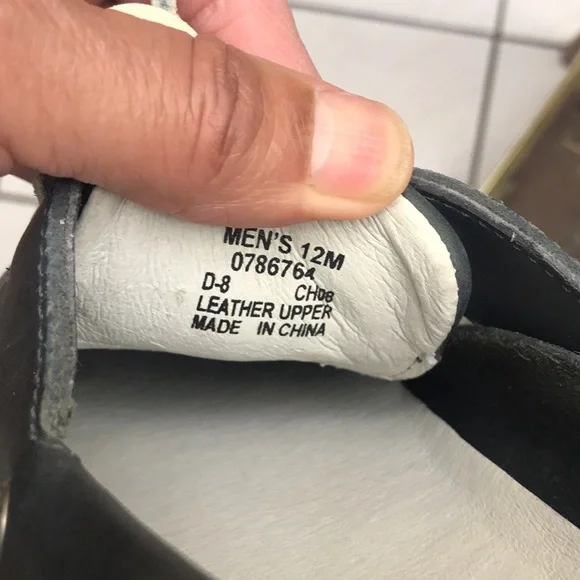 MEN'S 12M
0786764
D-8 CH08
LEATHER UPPER
MADE IN CHINA